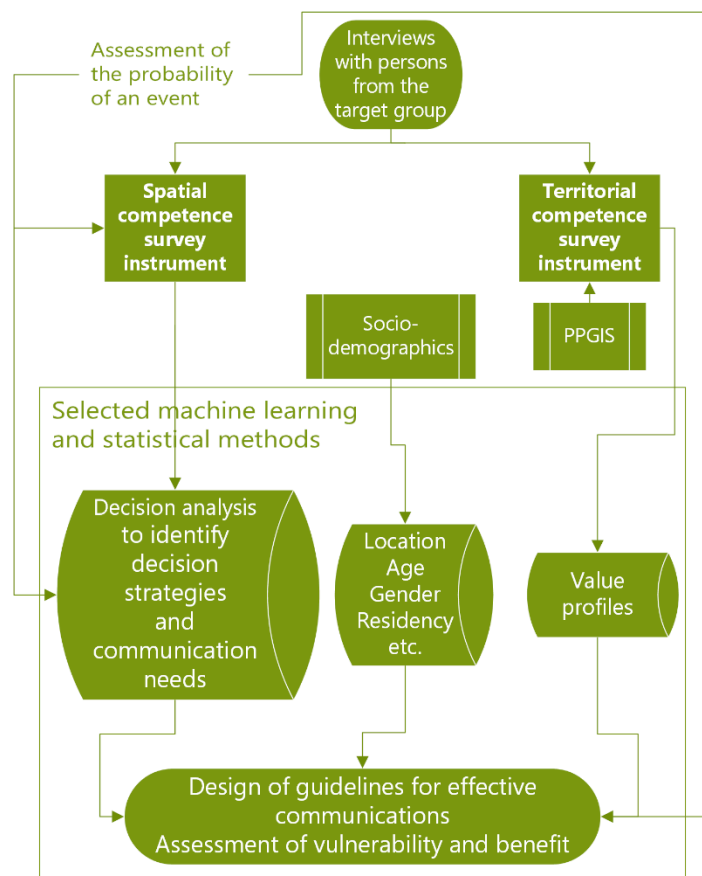 Assessment of
the probability
of an event
Interviews
with persons
from the
target group
Spatial
competence
survey
instrument
Territorial
competence
survey
instrument
Socio-
demographics
PPGIS
Selected machine learning
and statistical methods
Decision analysis
to identify
decision
strategies
and
communication
needs
Location
Age
Gender
Residency
etc.
Value
profiles
Design of guidelines for effective
communications
Assessment of vulnerability and benefit